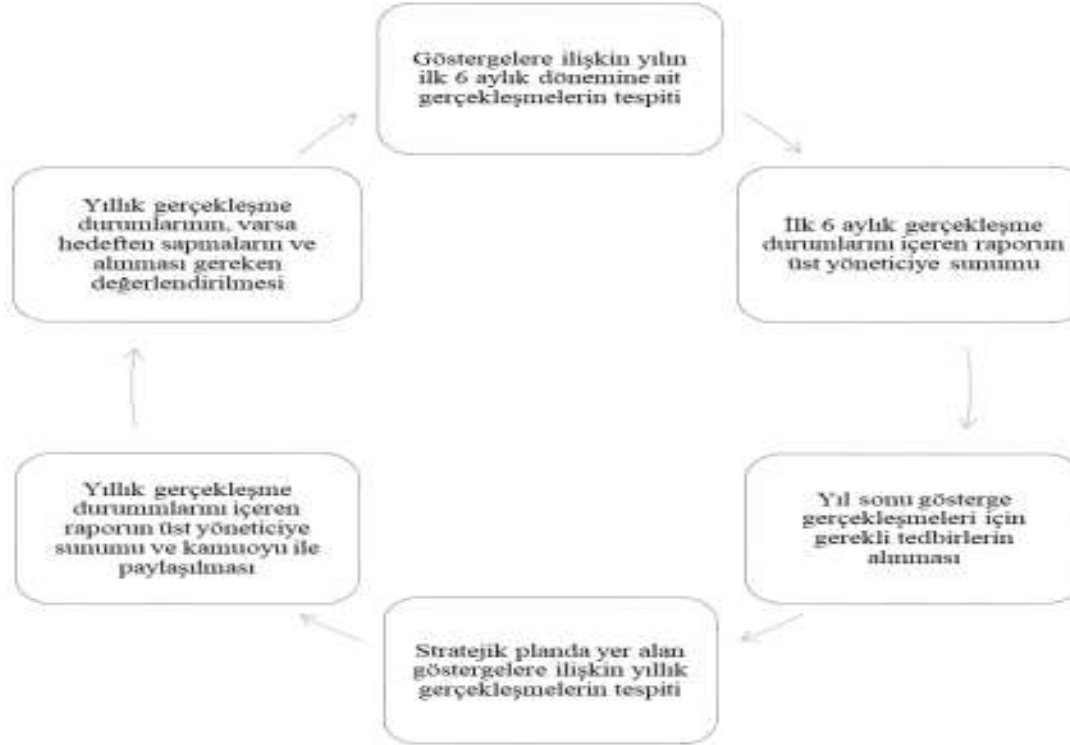 Göstergelere ilişkin yılın
ilk 6 aylık dönemine ait
gerçekleşmelerin tespiti
İlk 6 aylık gerçekleşme
durumlarını içeren raporun
üst yöneticiye sunumu
Yıl sonu gösterge
gerçekleşmeleri için
gerekli tedbirlerin
alınması
Stratejik planda yer alan
göstergelere ilişkin yıllık
gerçekleşmelerin tespiti
Yıllık gerçekleşme
durummlarını içeren
raporun üst yöneticiye
sunumu ve kamuoyu ile
paylaşılması
Yıllık gerçekleşme
durumlarının, varsa
hedeften sapmaların ve
alınması gereken
değerlendirilmesi